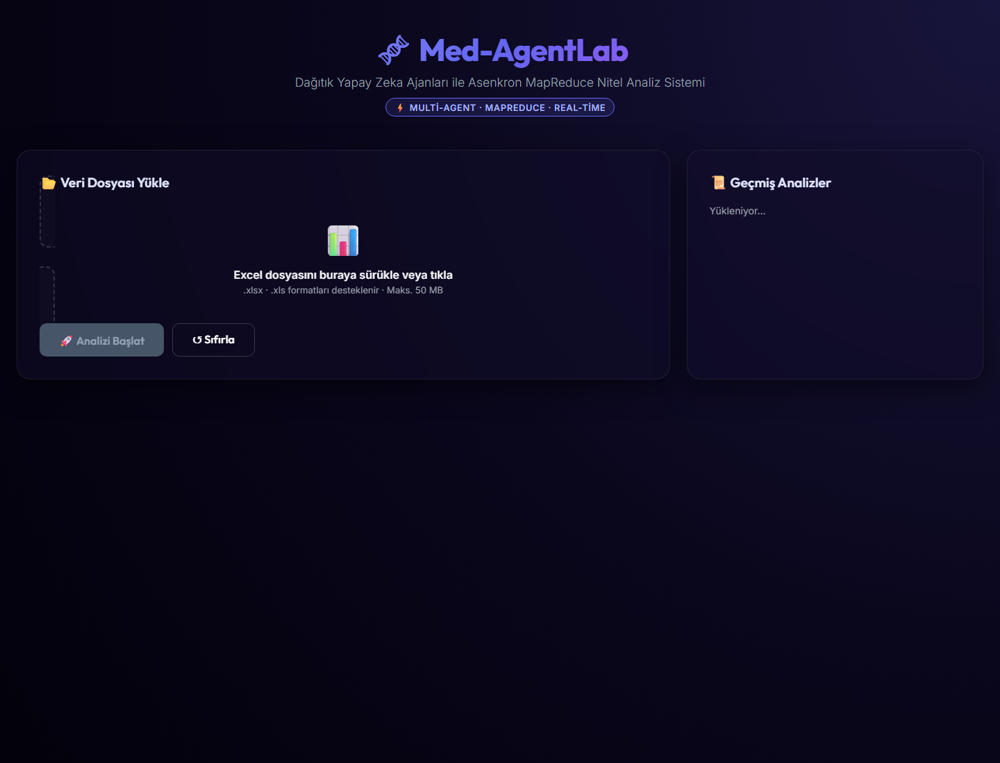 Med-AgentLab
Dağıtık Yapay Zeka Ajanları ile Asenkron MapReduce Nitel Analiz Sistemi
⚡ MULTİ-AGENT · MAPREDUCE · REAL-TİME
📂 Veri Dosyası Yükle
Excel dosyasını buraya sürükle veya tıkla
.xlsx · .xls formatları desteklenir · Maks. 50 MB
🚀 Analizi Başlat
↺ Sıfırla
📜 Geçmiş Analizler
Yükleniyor...